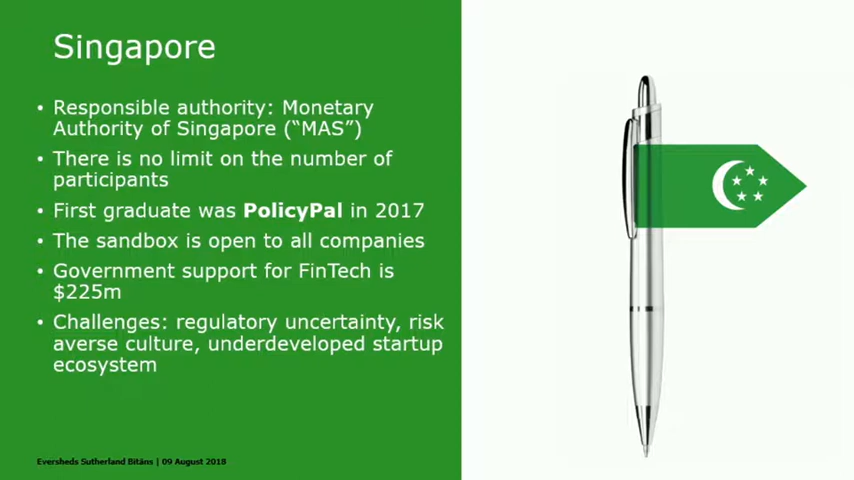 Singapore
• Responsible authority: Monetary
Authority of Singapore (“MAS”)
• There is no limit on the number of
participants
• First graduate was PolicyPal in 2017
• The sandbox is open to all companies
• Government support for FinTech is
$225m
• Challenges: regulatory uncertainty, risk
averse culture, underdeveloped startup
ecosystem
Eversheds Sutherland Bitāns | 09 August 2018